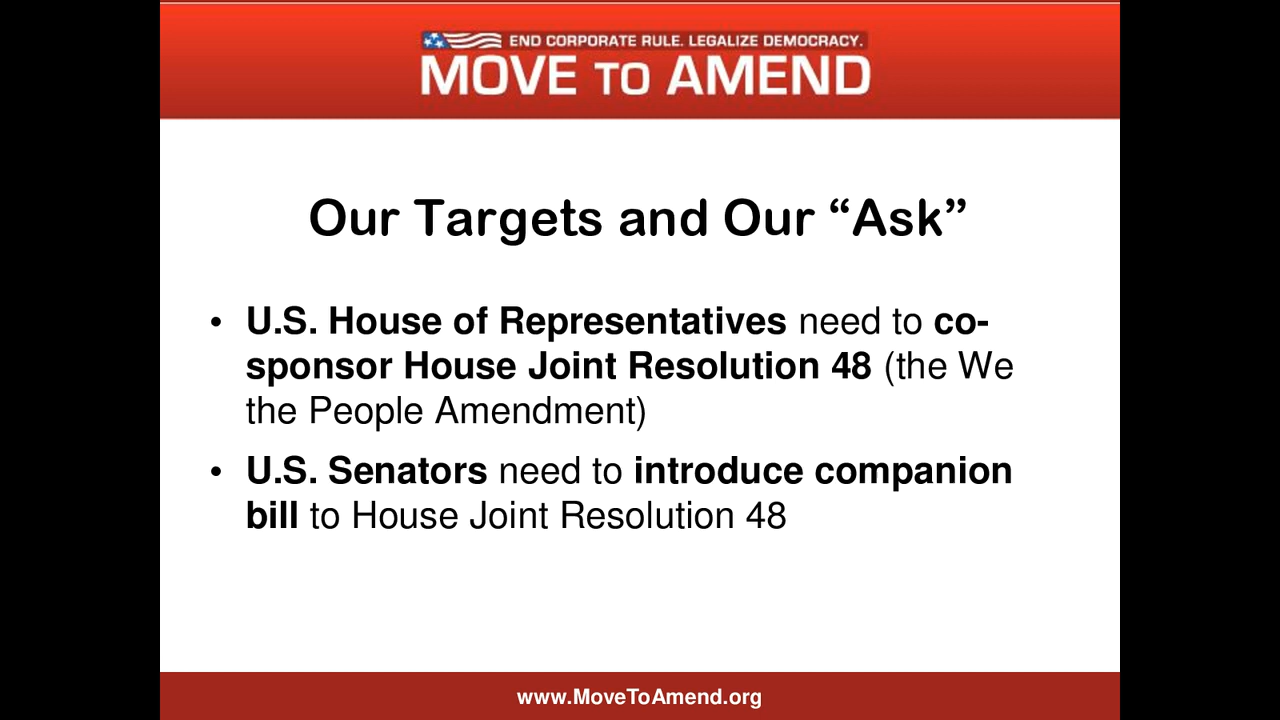 END CORPORATE RULE. LEGALIZE DEMOCRACY.
MOVE TO AMEND
Our Targets and Our “Ask”
• U.S. House of Representatives need to co-
sponsor House Joint Resolution 48 (the We
the People Amendment)
• U.S. Senators need to introduce companion
bill to House Joint Resolution 48
www.MoveToAmend.org